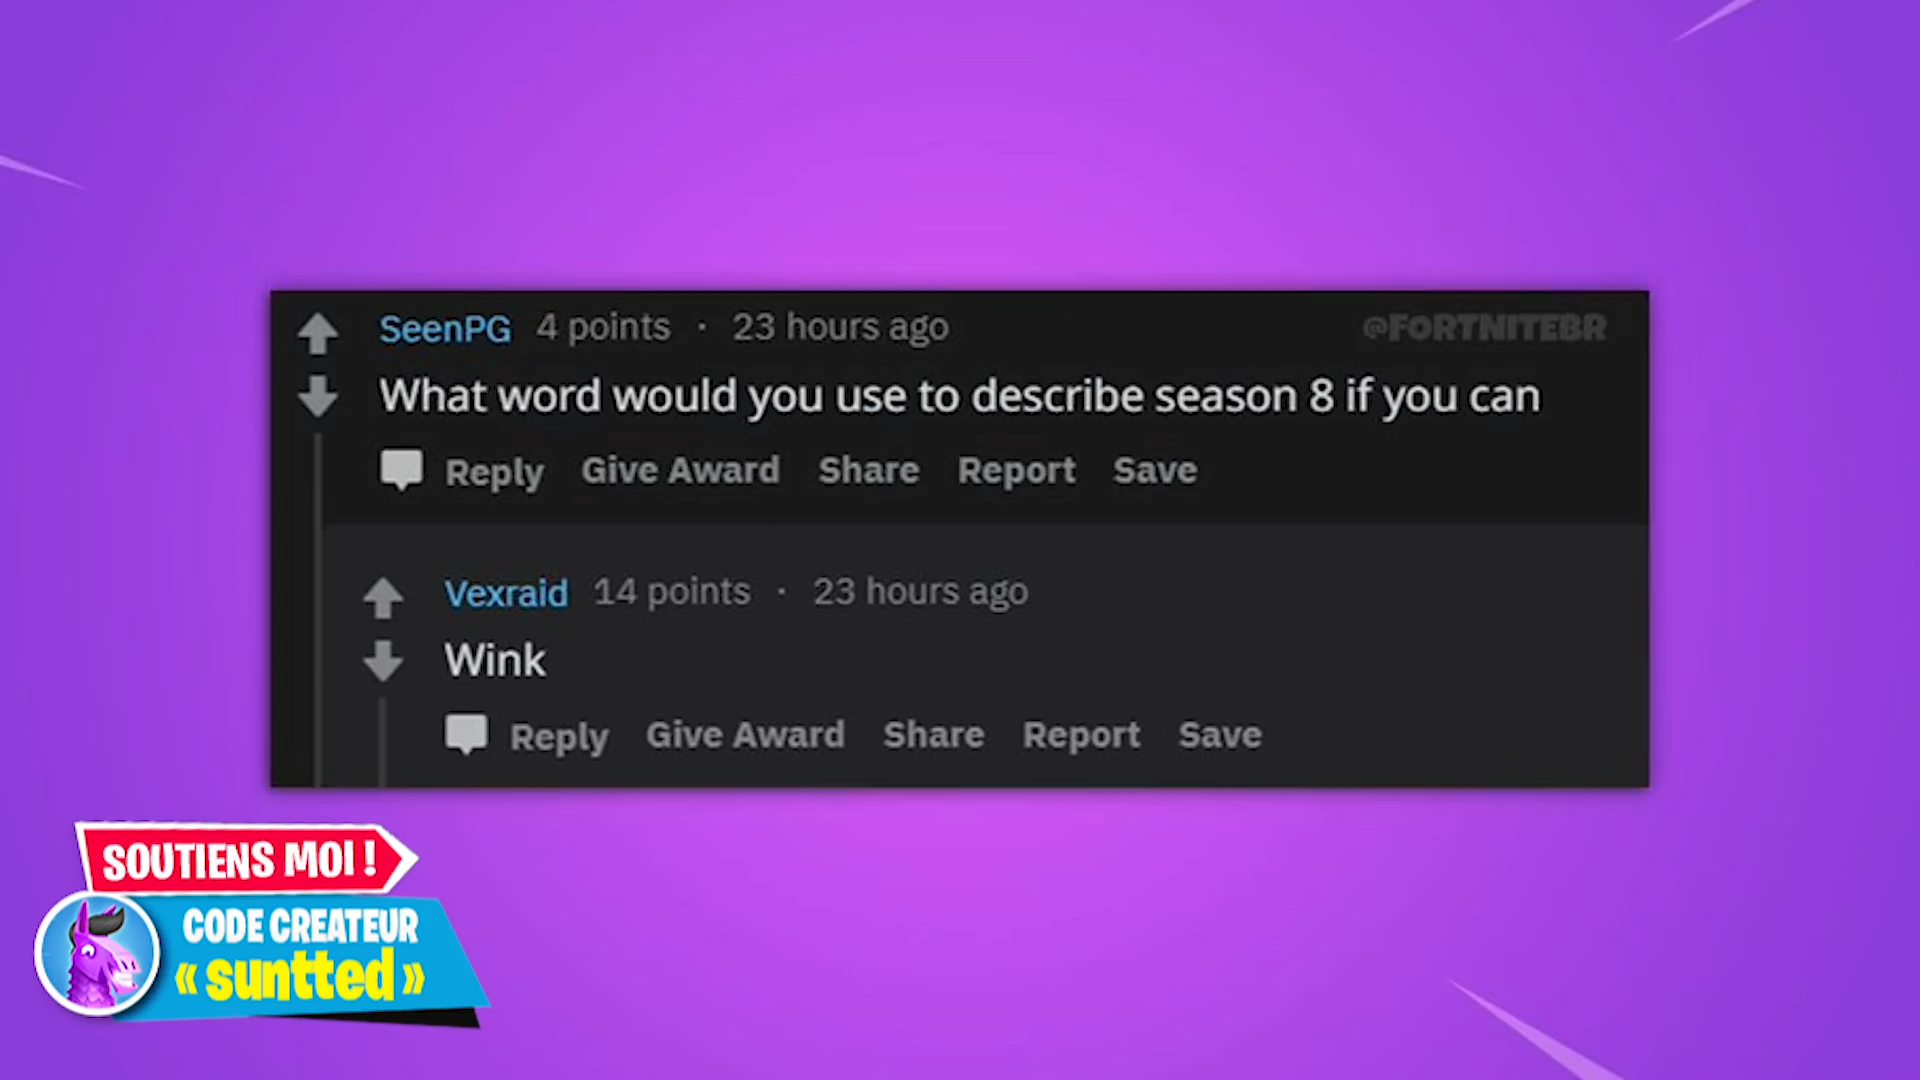 SeenPG 4 points · 23 hours ago @FORTNITEBR
What word would you use to describe season 8 if you can
Reply Give Award Share Report Save
Vexraid 14 points · 23 hours ago
Wink
Reply Give Award Share Report Save
SOUTIENS MOI !
CODE CREATEUR
« suntted »